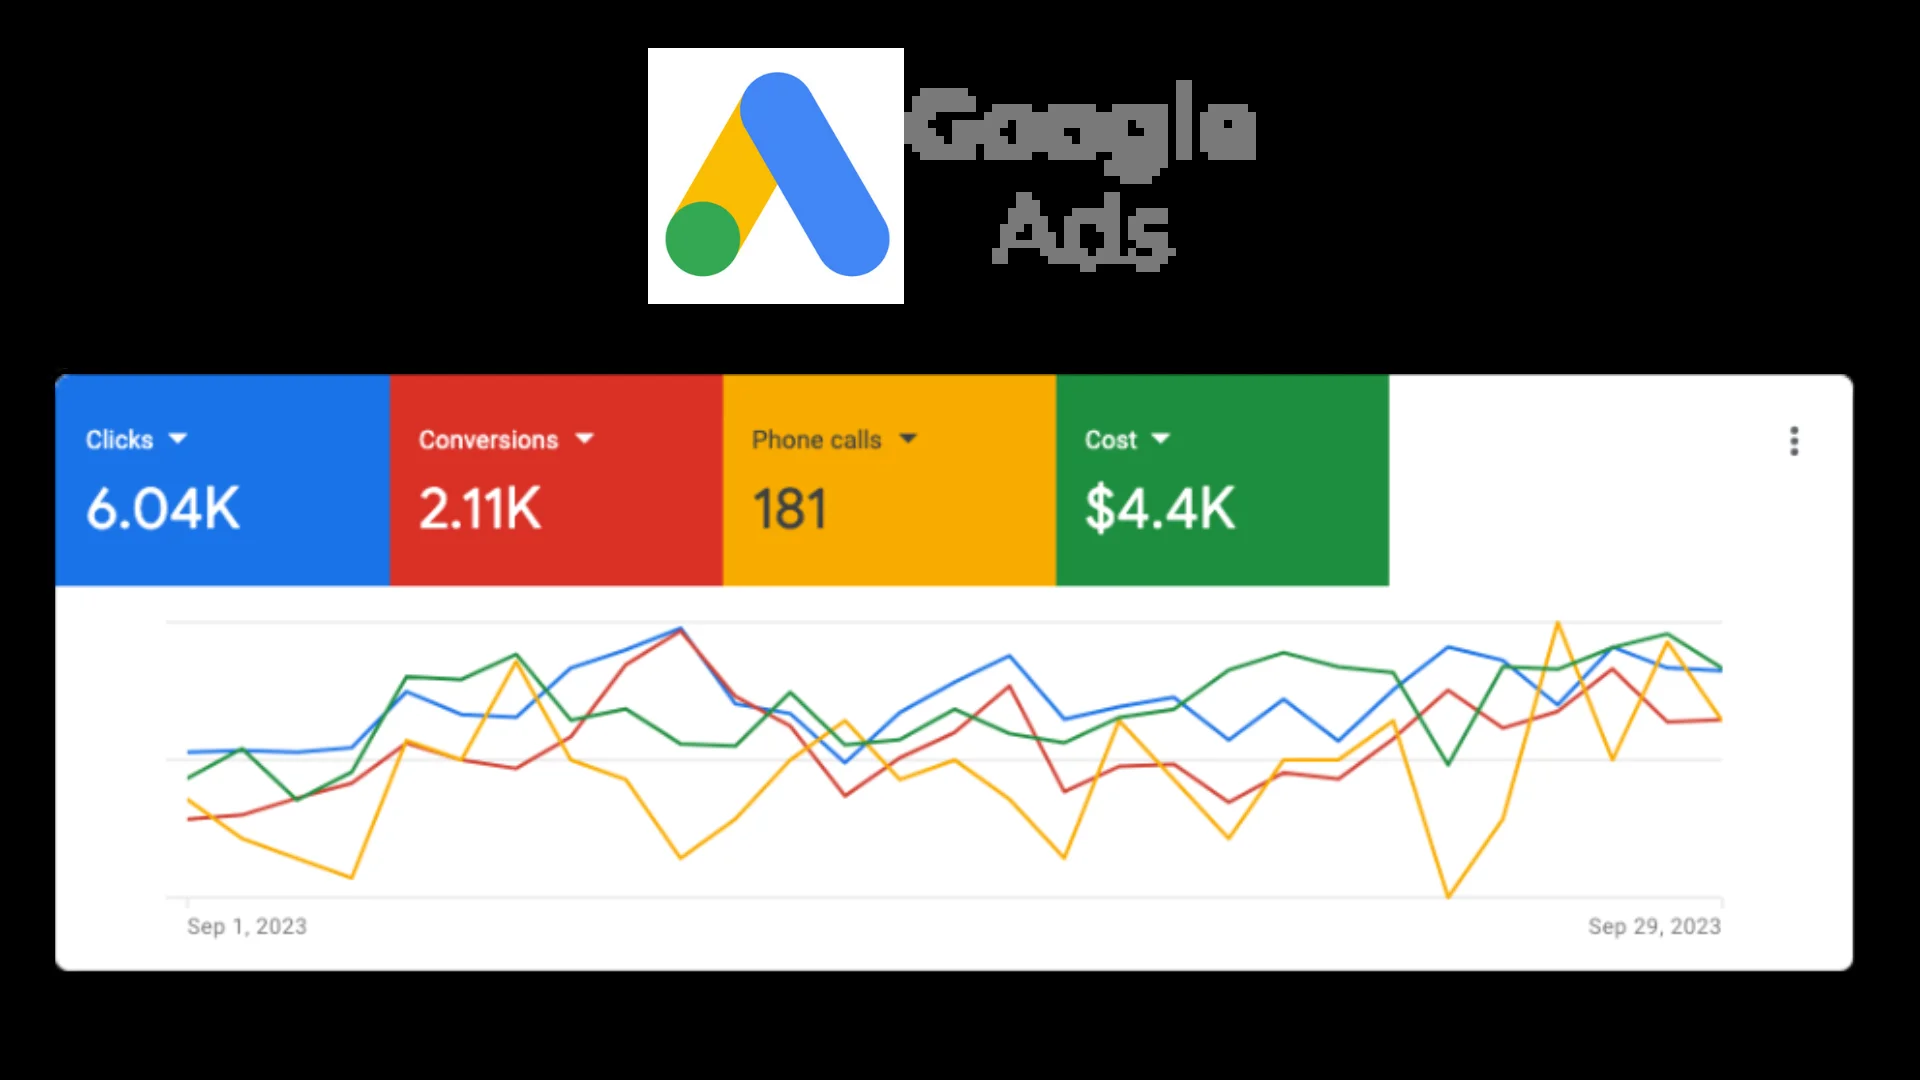 Google
Ads
Clicks
Conversions
Phone calls
Cost
6.04K
2.11K
181
$4.4K
Sep 1, 2023
Sep 29, 2023